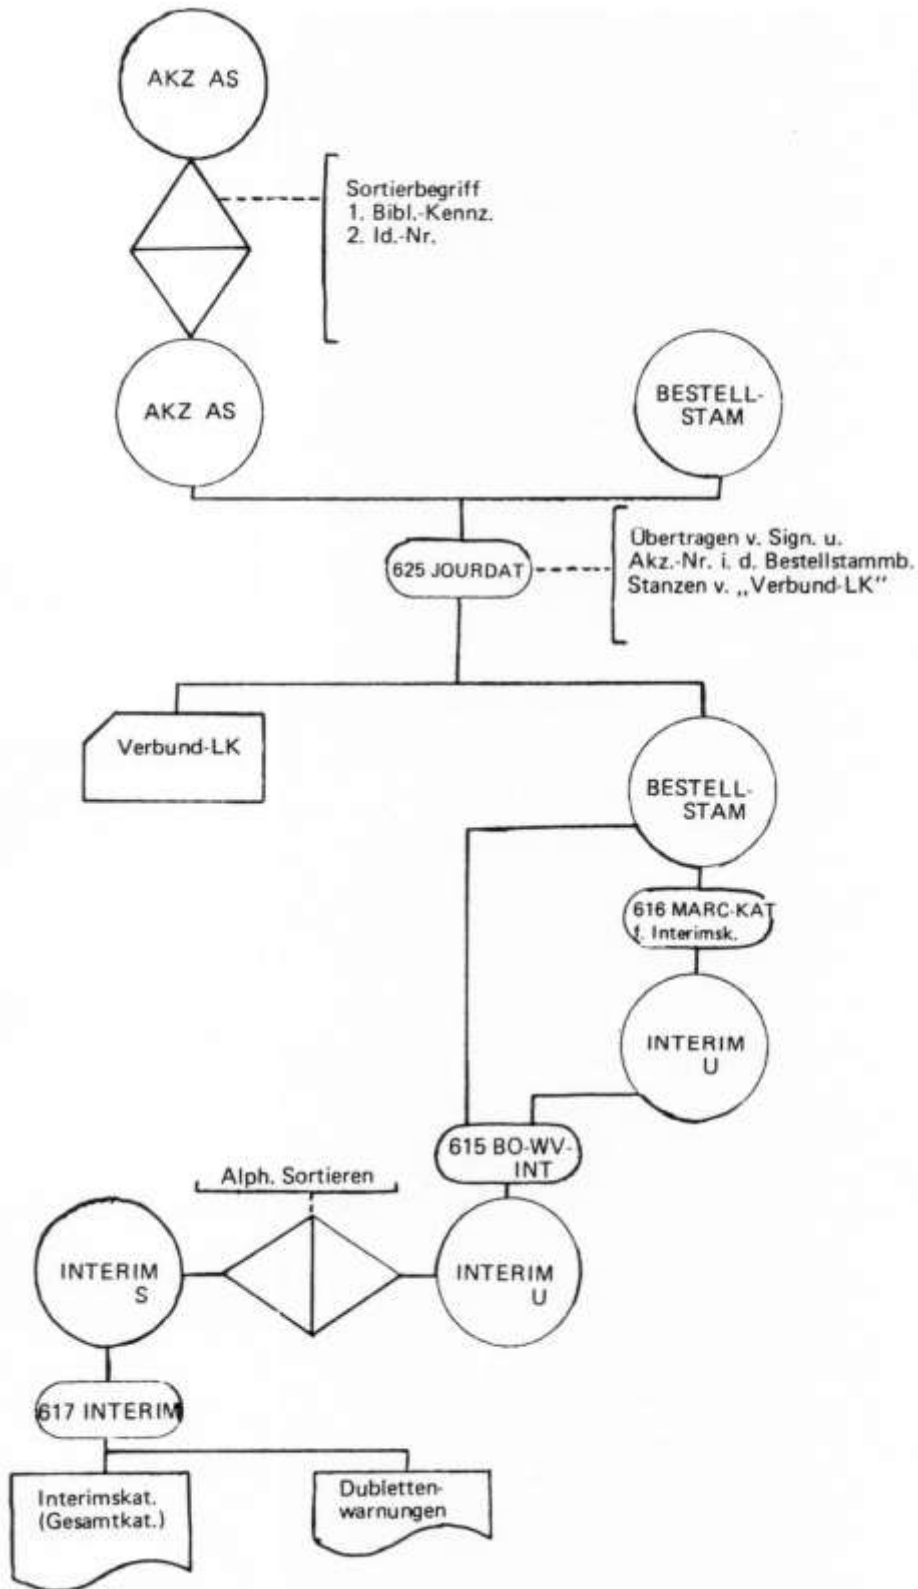 AKZ AS
Sortierbegriff
1. Bibl.-Kennz.
2. Id.-Nr.
AKZ AS
BESTELL-
STAM
625 JOURDAT
Übertragen v. Sign. u.
Akz.-Nr. i. d. Bestellstammb.
Stanzen v. „Verbund-LK"
Verbund-LK
BESTELL-
STAM
616 MARC-KAT
f. Interimsk.
INTERIM
U
615 BO-WV-
INT
Alph. Sortieren
INTERIM
S
INTERIM
U
617 INTERIM
Interimskat.
(Gesamtkat.)
Dubletten-
warnungen